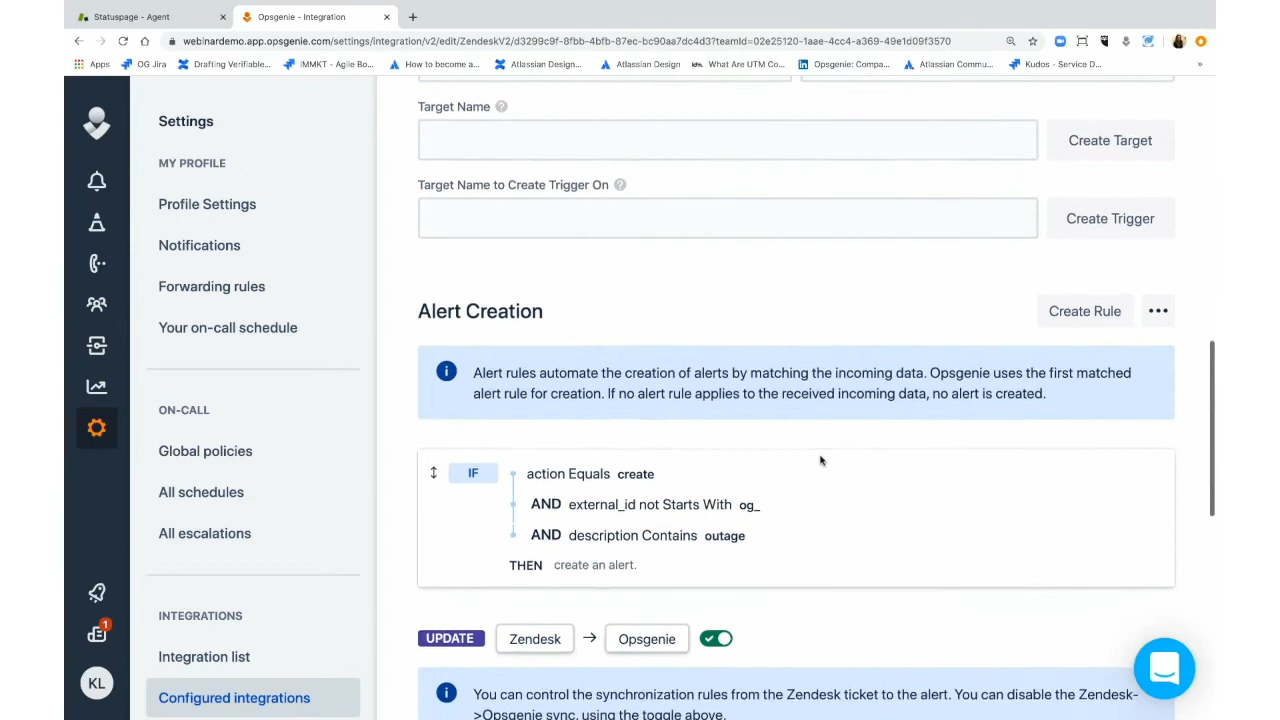 Statuspage - Agent
Opsgenie - Integration
webinardemo.app.opsgenie.com/settings/integration/v2/edit/ZendeskV2/d3299c9f-8fbb-4bfb-87ec-bc90aa7dc4d3?teamId=02e25120-1aae-4cc4-a369-49e1d09f3570
Apps
OG Jira
Drafting Verifiable...
IMMKT - Agile Bo...
How to become a...
Atlassian Design...
Atlassian Design
What Are UTM Co...
Opsgenie: Compa...
Atlassian Commu...
Kudos - Service D...
»
Settings
MY PROFILE
Profile Settings
Notifications
Forwarding rules
Your on-call schedule
ON-CALL
Global policies
All schedules
All escalations
INTEGRATIONS
Integration list
Configured integrations
1
KL
Target Name ?
Create Target
Target Name to Create Trigger On ?
Create Trigger
Alert Creation
Create Rule
•••
Alert rules automate the creation of alerts by matching the incoming data. Opsgenie uses the first matched
alert rule for creation. If no alert rule applies to the received incoming data, no alert is created.
IF action Equals create
AND external_id not Starts With og_
AND description Contains outage
THEN create an alert.
UPDATE Zendesk → Opsgenie
You can control the synchronization rules from the Zendesk ticket to the alert. You can disable the Zendesk-
>Opsgenie sync, using the toggle above.